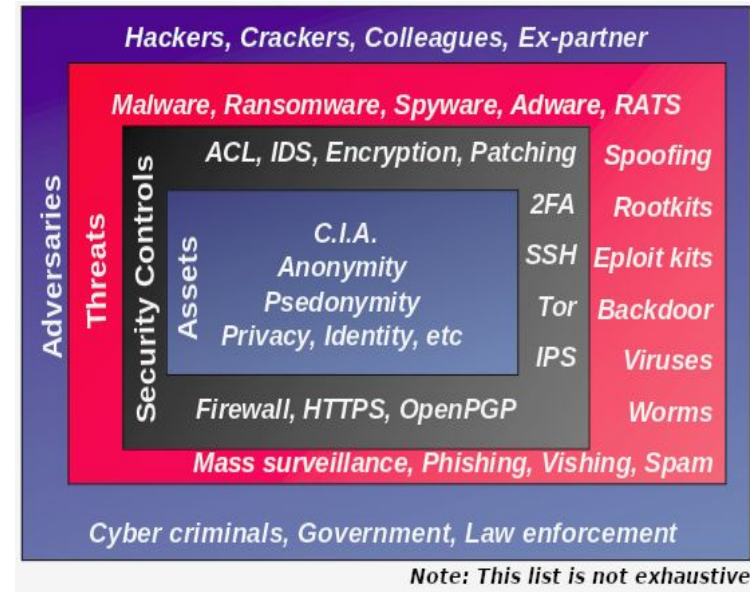 Hackers, Crackers, Colleagues, Ex-partner
Adversaries
Malware, Ransomware, Spyware, Adware, RATS
Threats
Spoofing
Rootkits
Eploit kits
Backdoor
Viruses
Worms
Security Controls
ACL, IDS, Encryption, Patching
2FA
SSH
Tor
IPS
Assets
C.I.A.
Anonymity
Psedonymity
Privacy, Identity, etc
Firewall, HTTPS, OpenPGP
Mass surveillance, Phishing, Vishing, Spam
Cyber criminals, Government, Law enforcement
Note: This list is not exhaustive